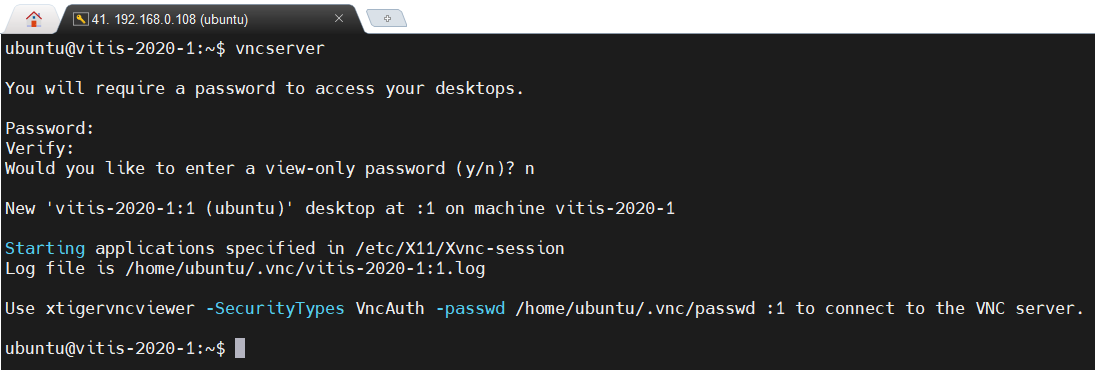 41. 192.168.0.108 (ubuntu)
ubuntu@vitis-2020-1:~$ vncserver
You will require a password to access your desktops.
Password:
Verify:
Would you like to enter a view-only password (y/n)? n
New 'vitis-2020-1:1 (ubuntu)' desktop at :1 on machine vitis-2020-1
Starting applications specified in /etc/X11/Xvnc-session
Log file is /home/ubuntu/.vnc/vitis-2020-1:1.log
Use xtigervncviewer -SecurityTypes VncAuth -passwd /home/ubuntu/.vnc/passwd :1 to connect to the VNC server.
ubuntu@vitis-2020-1:~$